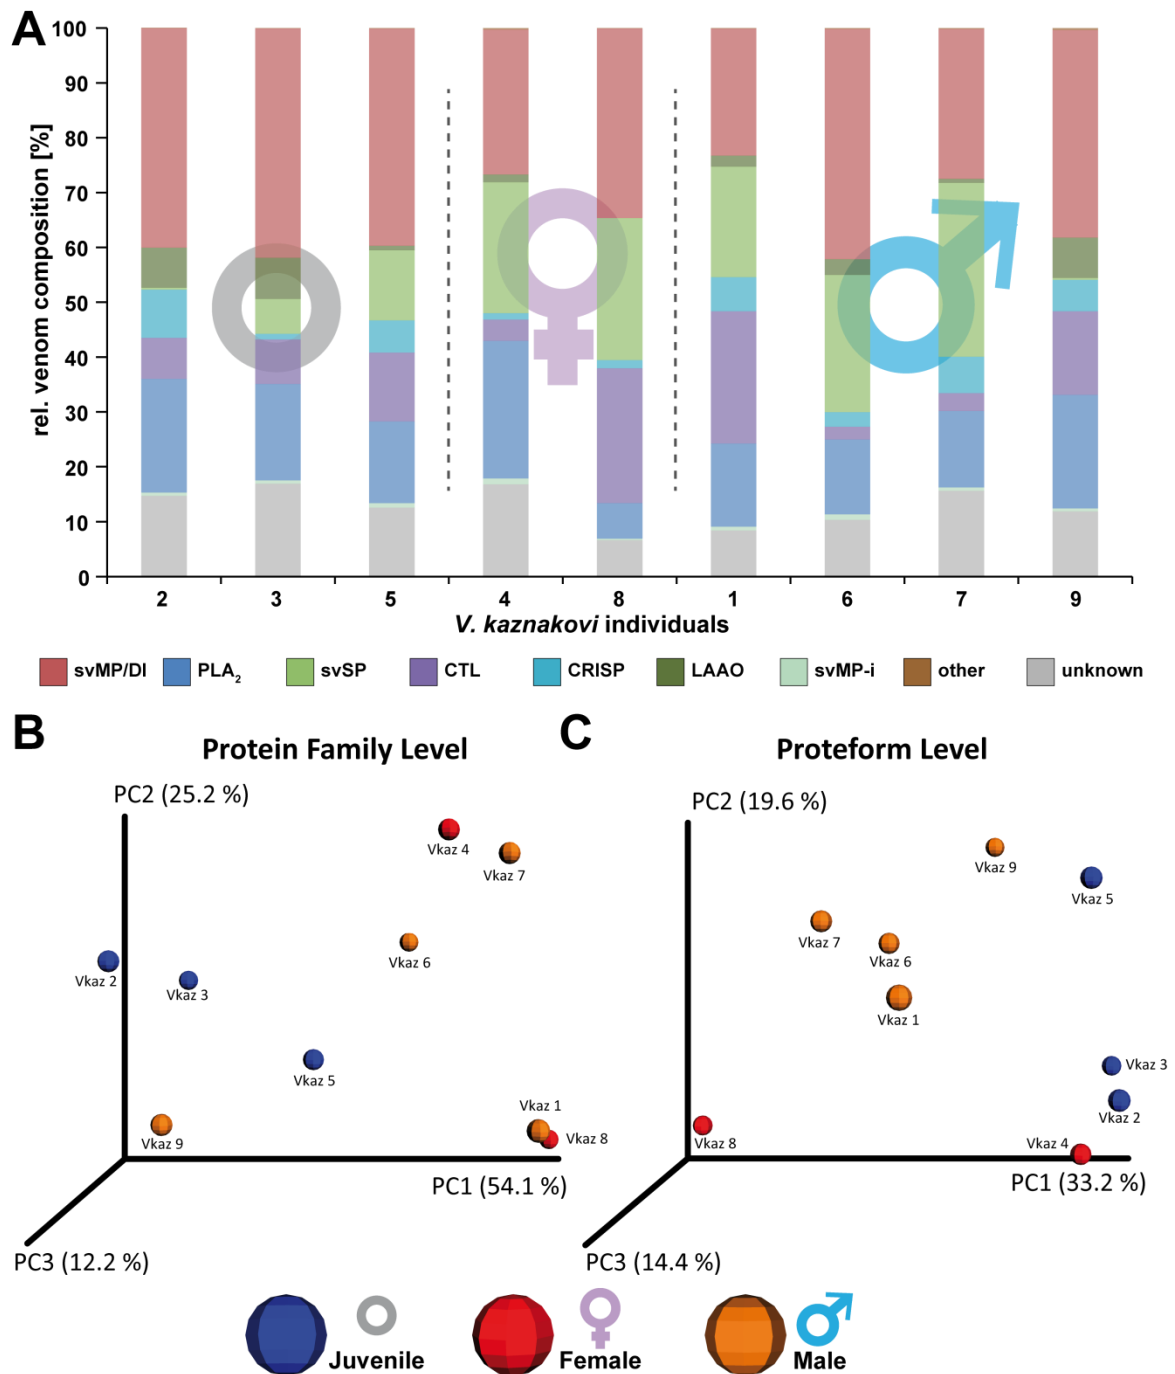 A
rel. venom composition [%]
100
90
80
70
60
50
40
30
20
10
0
2 3 5 4 8 1 6 7 9
V. kaznakovi individuals
svMP/DI PLA₂ svSP CTL CRISP LAAO svMP-i other unknown
B
Protein Family Level
PC2 (25.2 %)
Vkaz 4
Vkaz 7
Vkaz 6
Vkaz 2
Vkaz 3
Vkaz 5
Vkaz 1
Vkaz 8
Vkaz 9
PC1 (54.1 %)
PC3 (12.2 %)
C
Proteform Level
PC2 (19.6 %)
Vkaz 9
Vkaz 5
Vkaz 7
Vkaz 6
Vkaz 1
Vkaz 3
Vkaz 2
Vkaz 8
Vkaz 4
PC1 (33.2 %)
PC3 (14.4 %)
Juvenile Female Male